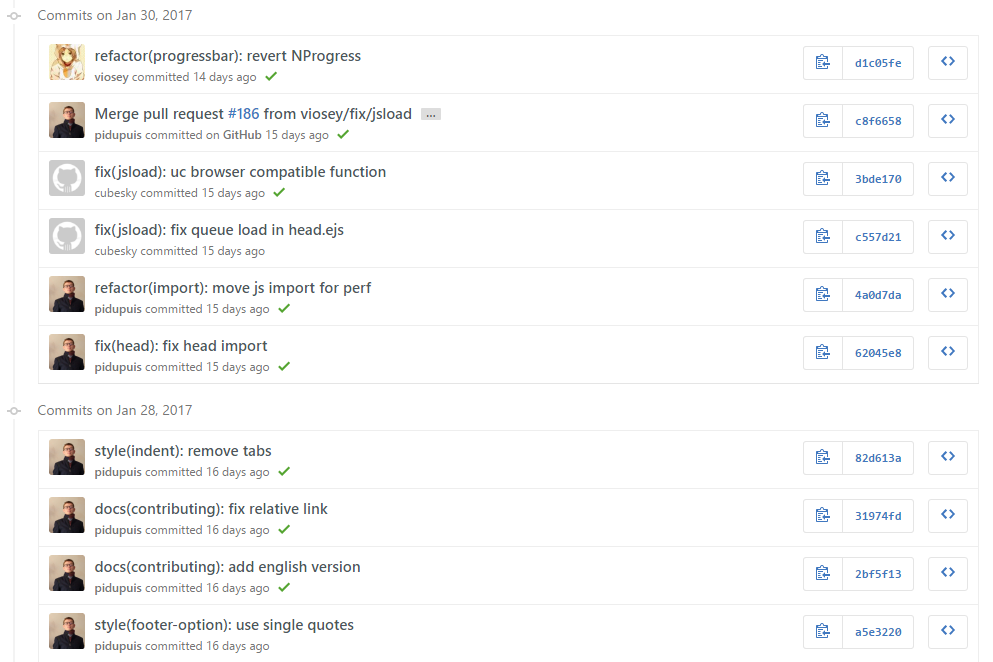 Commits on Jan 30, 2017
refactor(progressbar): revert NProgress
viosey committed 14 days ago
d1c05fe
Merge pull request #186 from viosey/fix/jsload ...
pidupuis committed on GitHub 15 days ago
c8f6658
fix(jsload): uc browser compatible function
cubesky committed 15 days ago
3bde170
fix(jsload): fix queue load in head.ejs
cubesky committed 15 days ago
c557d21
refactor(import): move js import for perf
pidupuis committed 15 days ago
4a0d7da
fix(head): fix head import
pidupuis committed 15 days ago
62045e8
Commits on Jan 28, 2017
style(indent): remove tabs
pidupuis committed 16 days ago
82d613a
docs(contributing): fix relative link
pidupuis committed 16 days ago
31974fd
docs(contributing): add english version
pidupuis committed 16 days ago
2bf5f13
style(footer-option): use single quotes
pidupuis committed 16 days ago
a5e3220